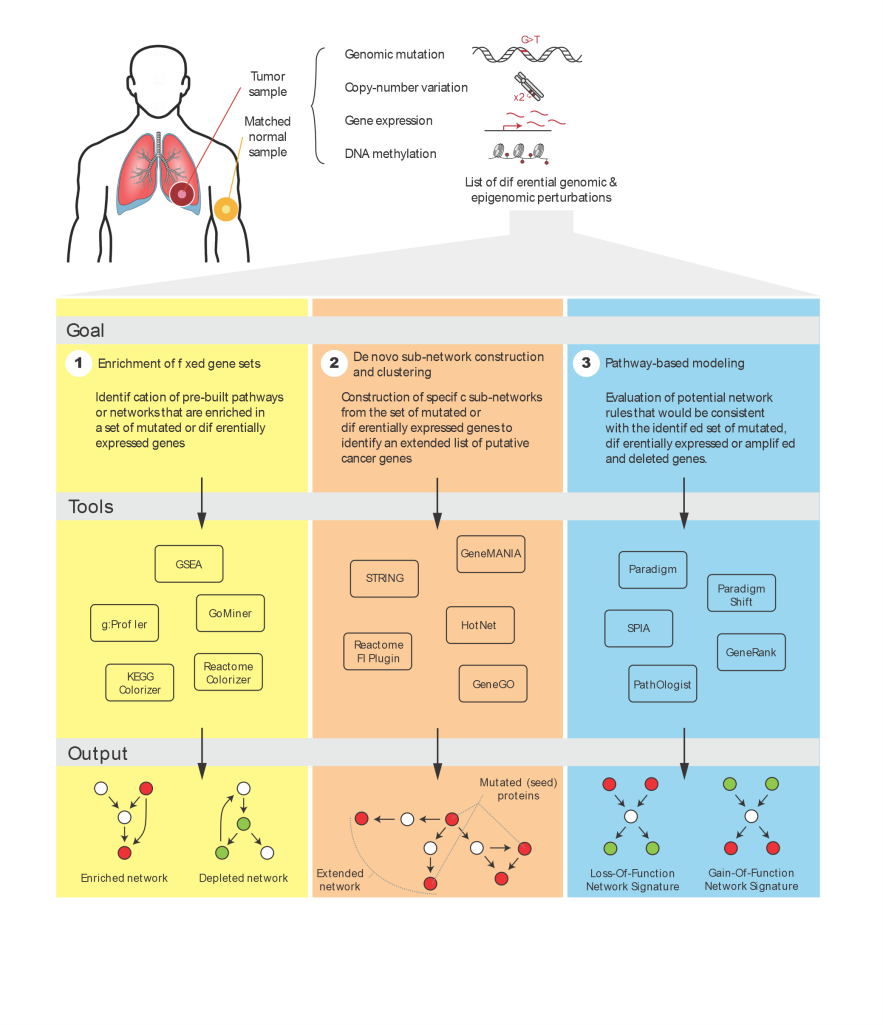 Tumor
sample
Matched
normal
sample
Genomic mutation
G>T
Copy-number variation
x2
Gene expression
DNA methylation
List of dif erential genomic &
epigenomic perturbations
Goal
1 Enrichment of f xed gene sets
Identif cation of pre-built pathways
or networks that are enriched in
a set of mutated or dif erentially
expressed genes
2 De novo sub-network construction
and clustering
Construction of specif c sub-networks
from the set of mutated or
dif erentially expressed genes to
identify an extended list of putative
cancer genes
3 Pathway-based modeling
Evaluation of potential network
rules that would be consistent
with the identif ed set of mutated,
dif erentially expressed or amplif ed
and deleted genes.
Tools
GSEA
g:Prof ler
GoMiner
KEGG
Colorizer
Reactome
Colorizer
GeneMANIA
STRING
HotNet
Reactome
FI Plugin
GeneGO
Paradigm
Paradigm
Shift
SPIA
GeneRank
PathOlogist
Output
Enriched network
Depleted network
Mutated (seed)
proteins
Extended
network
Loss-Of-Function
Network Signature
Gain-Of-Function
Network Signature